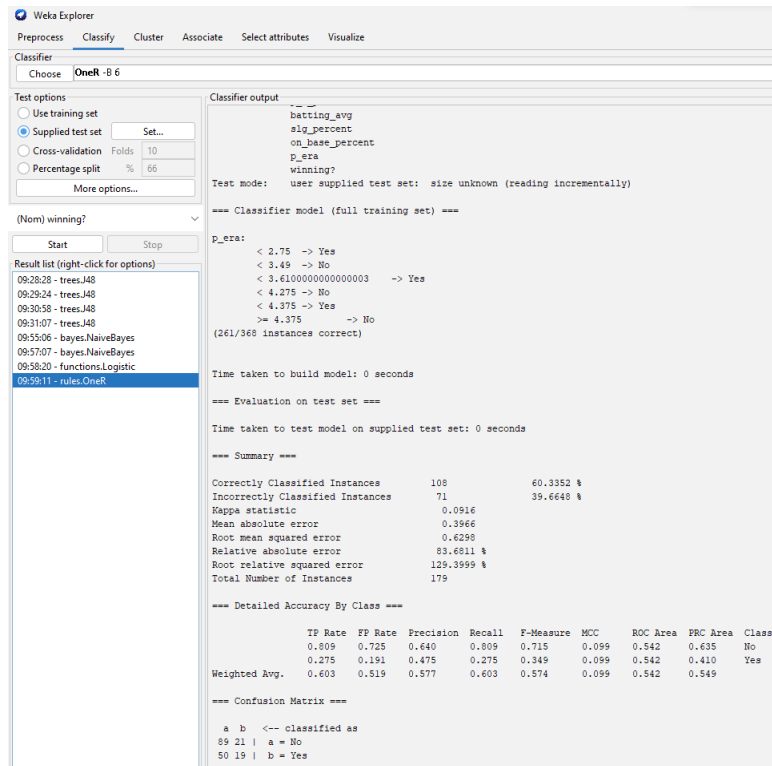 Weka Explorer
Preprocess Classify Cluster Associate Select attributes Visualize
Classifier
Choose OneR -B 6
Test options
Use training set
Supplied test set Set...
Cross-validation Folds 10
Percentage split % 66
More options...
(Nom) winning?
Start Stop
Result list (right-click for options)
09:28:28 - trees.J48
09:29:24 - trees.J48
09:30:58 - trees.J48
09:31:07 - trees.J48
09:55:06 - bayes.NaiveBayes
09:57:07 - bayes.NaiveBayes
09:58:20 - functions.Logistic
09:59:11 - rules.OneR
Classifier output
batting_avg
slg_percent
on_base_percent
p_era
winning?
Test mode: user supplied test set: size unknown (reading incrementally)
=== Classifier model (full training set) ===
p_era:
< 2.75 -> Yes
< 3.49 -> No
< 3.6100000000000003 -> Yes
< 4.275 -> No
< 4.375 -> Yes
>= 4.375 -> No
(261/368 instances correct)
Time taken to build model: 0 seconds
=== Evaluation on test set ===
Time taken to test model on supplied test set: 0 seconds
=== Summary ===
Correctly Classified Instances 108 60.3352 %
Incorrectly Classified Instances 71 39.6648 %
Kappa statistic 0.0916
Mean absolute error 0.3966
Root mean squared error 0.6298
Relative absolute error 83.6811 %
Root relative squared error 129.3999 %
Total Number of Instances 179
=== Detailed Accuracy By Class ===
TP Rate FP Rate Precision Recall F-Measure MCC ROC Area PRC Area Class
0.809 0.725 0.640 0.809 0.715 0.099 0.542 0.635 No
0.275 0.191 0.475 0.275 0.349 0.099 0.542 0.410 Yes
Weighted Avg. 0.603 0.519 0.577 0.603 0.574 0.099 0.542 0.549
=== Confusion Matrix ===
a b <-- classified as
89 21 | a = No
50 19 | b = Yes